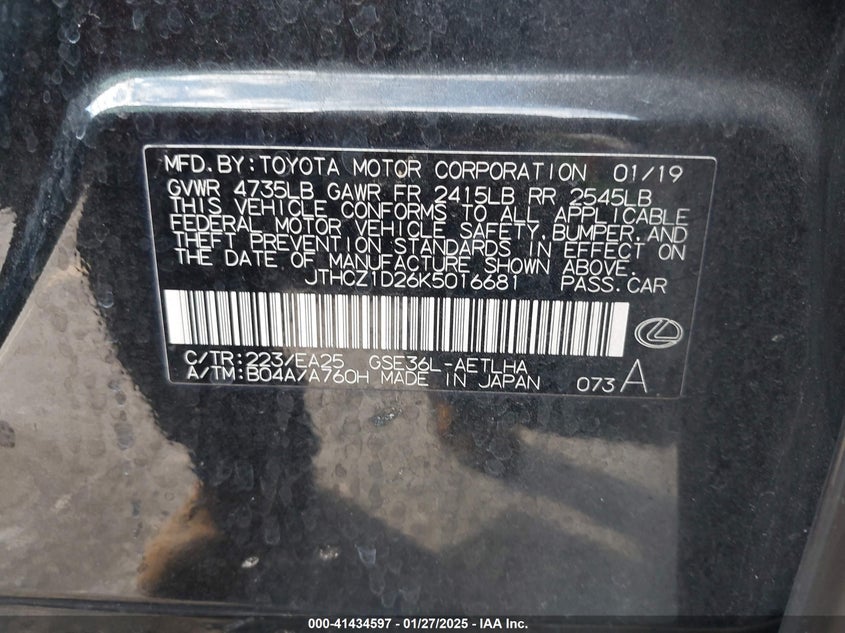 MFD.BY:TOYOTA MOTOR CORPORATION 01/19
GVWR 4735LB GAWR FR 2415LB RR 2545LB
THIS VEHICLE CONFORMS TO ALL APPLICABLE
FEDERAL MOTOR VEHICLE SAFETY, BUMPER, AND
THEFT PREVENTION STANDARDS IN EFFECT ON
THE DATE OF MANUFACTURE SHOWN ABOVE.
JTHCZ1D26K5016681 PASS.CAR
C/TR:223/EA25 GSE36L-AETLHA
A/TM:B04A/A760H MADE IN JAPAN 073 A
000-41434597 - 01/27/2025 - IAA Inc.